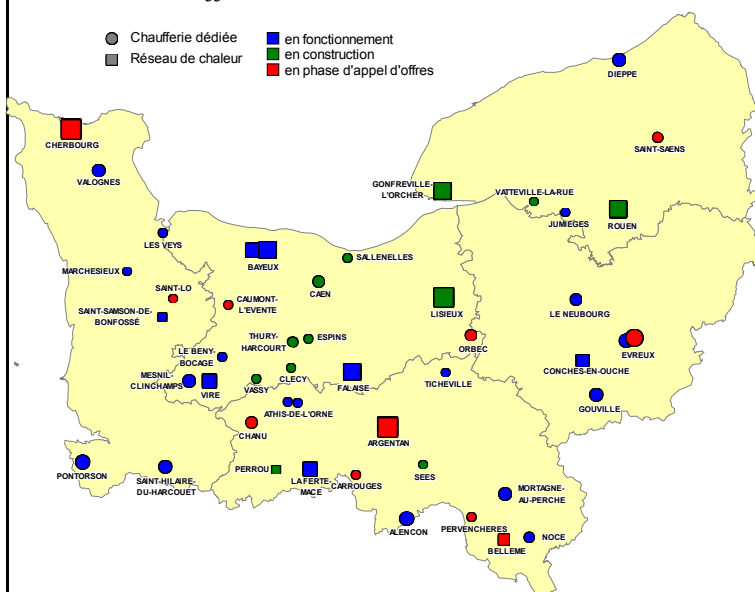 Chaufferie dédiée
Réseau de chaleur
en fonctionnement
en construction
en phase d'appel d'offres
DIEPPE
CHERBOURG
SAINT-SAENS
VALOGNES
GONFREVILLE-
L'ORCHER
VATTEVILLE-LA-RUE
JUMIEGES
ROUEN
LES VEYS
SALLENELLES
BAYEUX
MARCHESIEUX
SAINT-LO
CAEN
CAUMONT-
L'EVENTE
LISIEUX
LE NEUBOURG
SAINT-SAMSON-DE-
BONFOSSÉ
THURY-
HARCOURT
ESPINS
ORBEC
EVREUX
LE BENY-
BOCAGE
CONCHES-EN-OUCHE
MESNIL-
CLINCHAMPS
VIRE
VASSY
CLECY
FALAISE
TICHEVILLE
GOUVILLE
ATHIS-DE-L'ORNE
CHANU
ARGENTAN
PONTORSON
SAINT-HILAIRE-
DU-HARCOUET
PERROU
LA FERTE-
MACE
CARROUGES
SEES
MORTAGNE-
AU-PERCHE
ALENCON
PERVENCHERES
NOCE
BELLEME